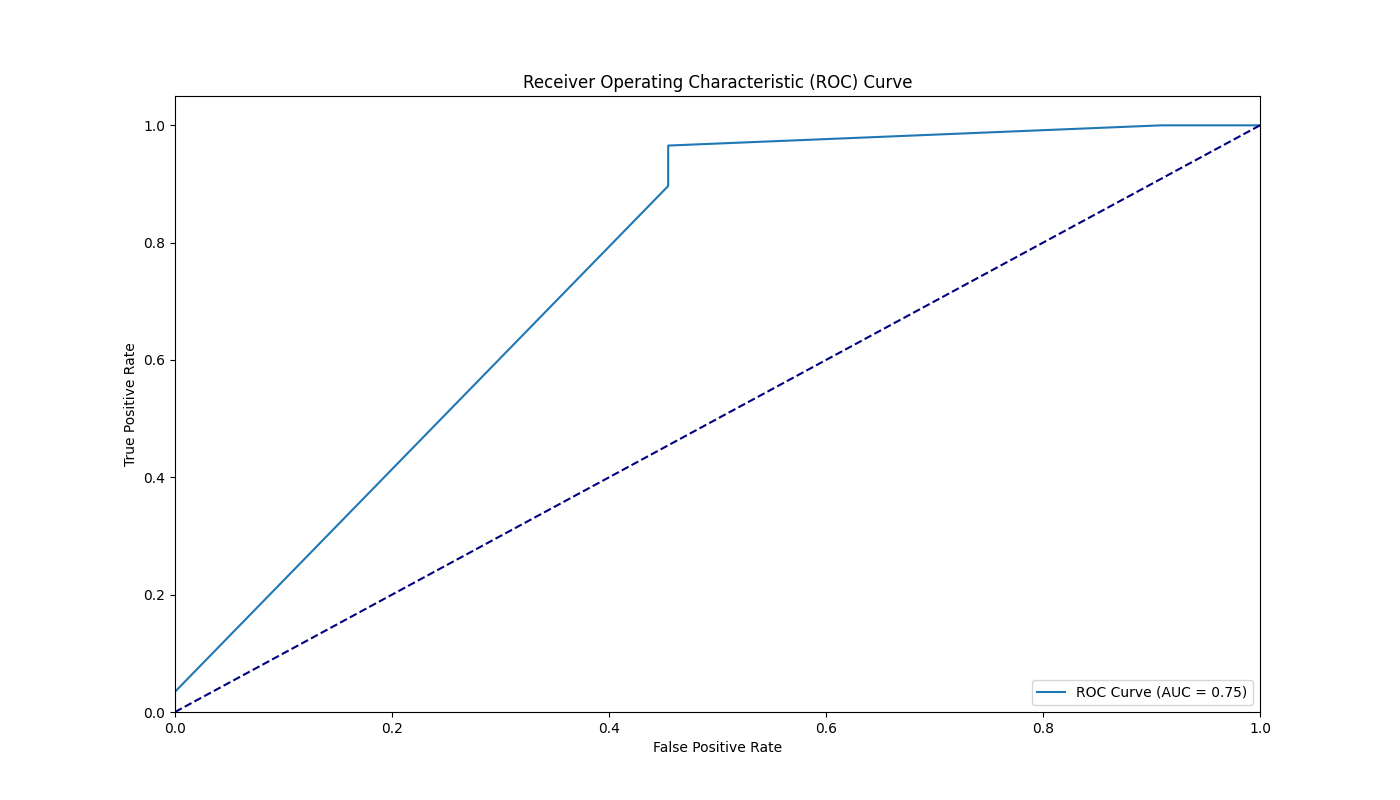 Receiver Operating Characteristic (ROC) Curve
1.0
0.8
0.6
0.4
0.2
0.0
True Positive Rate
ROC Curve (AUC = 0.75)
0.0 0.2 0.4 0.6 0.8 1.0
False Positive Rate